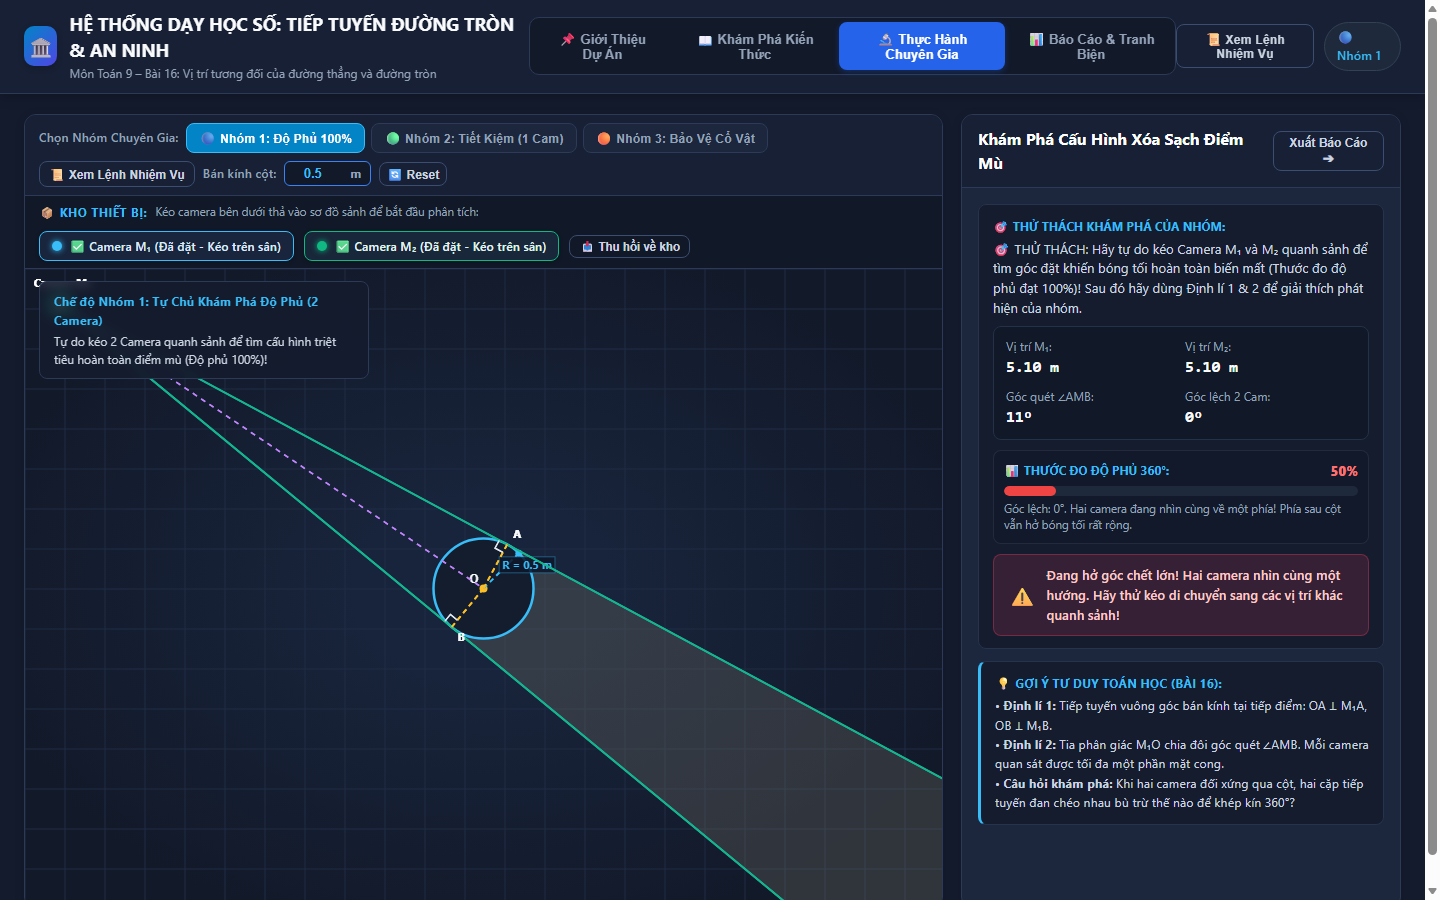 HỆ THỐNG DẠY HỌC SỐ: TIẾP TUYẾN ĐƯỜNG TRÒN
& AN NINH
Môn Toán 9 – Bài 16: Vị trí tương đối của đường thẳng và đường tròn
Giới Thiệu
Dự Án
Khám Phá Kiến
Thức
Thực Hành
Chuyên Gia
Báo Cáo & Tranh
Biện
Xem Lệnh
Nhiệm Vụ
Nhóm 1
Chọn Nhóm Chuyên Gia:
Nhóm 1: Độ Phủ 100%
Nhóm 2: Tiết Kiệm (1 Cam)
Nhóm 3: Bảo Vệ Cổ Vật
Xem Lệnh Nhiệm Vụ
Bán kính cột:
0.5 m
Reset
KHO THIẾT BỊ: Kéo camera bên dưới thả vào sơ đồ sảnh để bắt đầu phân tích:
Camera M₁ (Đã đặt - Kéo trên sân)
Camera M₂ (Đã đặt - Kéo trên sân)
Thu hồi về kho
Chế độ Nhóm 1: Tự Chủ Khám Phá Độ Phủ (2
Camera)
Tự do kéo 2 Camera quanh sảnh để tìm cấu hình triệt
tiêu hoàn toàn điểm mù (Độ phủ 100%)!
A
R = 0.5 m
O
B
Khám Phá Cấu Hình Xóa Sạch Điểm
Mù
Xuất Báo Cáo
➔
THỬ THÁCH KHÁM PHÁ CỦA NHÓM:
THỬ THÁCH: Hãy tự do kéo Camera M₁ và M₂ quanh sảnh để
tìm góc đặt khiến bóng tối hoàn toàn biến mất (Thước đo độ
phủ đạt 100%)! Sau đó hãy dùng Định lí 1 & 2 để giải thích phát
hiện của nhóm.
Vị trí M₁:
5.10 m
Vị trí M₂:
5.10 m
Góc quét ∠AMB:
11°
Góc lệch 2 Cam:
0°
THƯỚC ĐO ĐỘ PHỦ 360°:
50%
Góc lệch: 0°. Hai camera đang nhìn cùng về một phía! Phía sau cột
vẫn hở bóng tối rất rộng.
Đang hở góc chết lớn! Hai camera nhìn cùng một
hướng. Hãy thử kéo di chuyển sang các vị trí khác
quanh sảnh!
GỢI Ý TƯ DUY TOÁN HỌC (BÀI 16):
• Định lí 1: Tiếp tuyến vuông góc bán kính tại tiếp điểm: OA ⊥ M₁A,
OB ⊥ M₁B.
• Định lí 2: Tia phân giác M₁O chia đôi góc quét ∠AMB. Mỗi camera
quan sát được tối đa một phần mặt cong.
• Câu hỏi khám phá: Khi hai camera đối xứng qua cột, hai cặp tiếp
tuyến đan chéo nhau bù trừ thế nào để khép kín 360°?